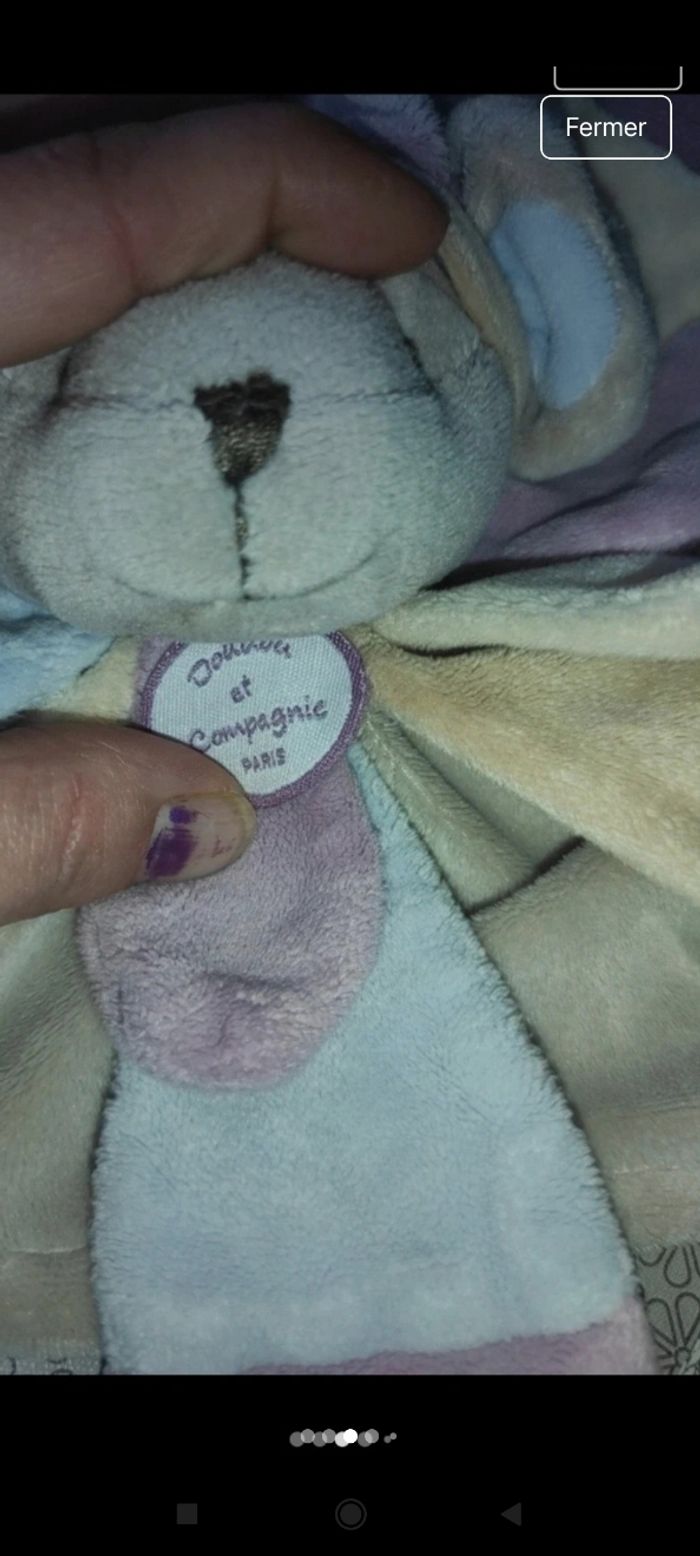 Fermer
Doudou
et
Compagnie
PARIS